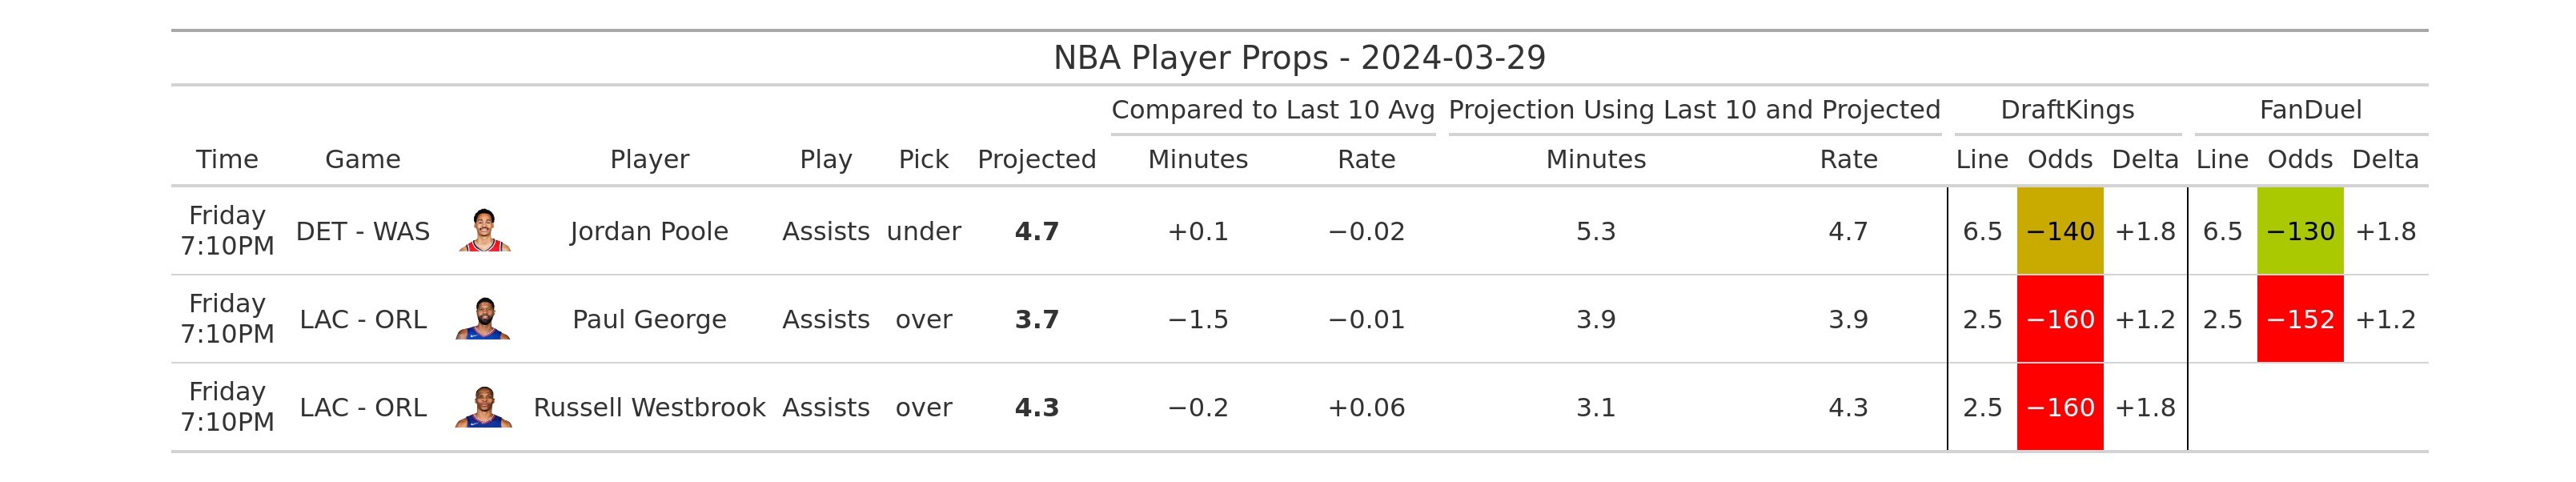 NBA Player Props - 2024-03-29
Compared to Last 10 Avg Projection Using Last 10 and Projected DraftKings FanDuel
Time Game Player Play Pick Projected Minutes Rate Minutes Rate Line Odds Delta Line Odds Delta
Friday
7:10PM DET - WAS Jordan Poole Assists under 4.7 +0.1 −0.02 5.3 4.7 6.5 −140 +1.8 6.5 −130 +1.8
Friday
7:10PM LAC - ORL Paul George Assists over 3.7 −1.5 −0.01 3.9 3.9 2.5 −160 +1.2 2.5 −152 +1.2
Friday
7:10PM LAC - ORL Russell Westbrook Assists over 4.3 −0.2 +0.06 3.1 4.3 2.5 −160 +1.8